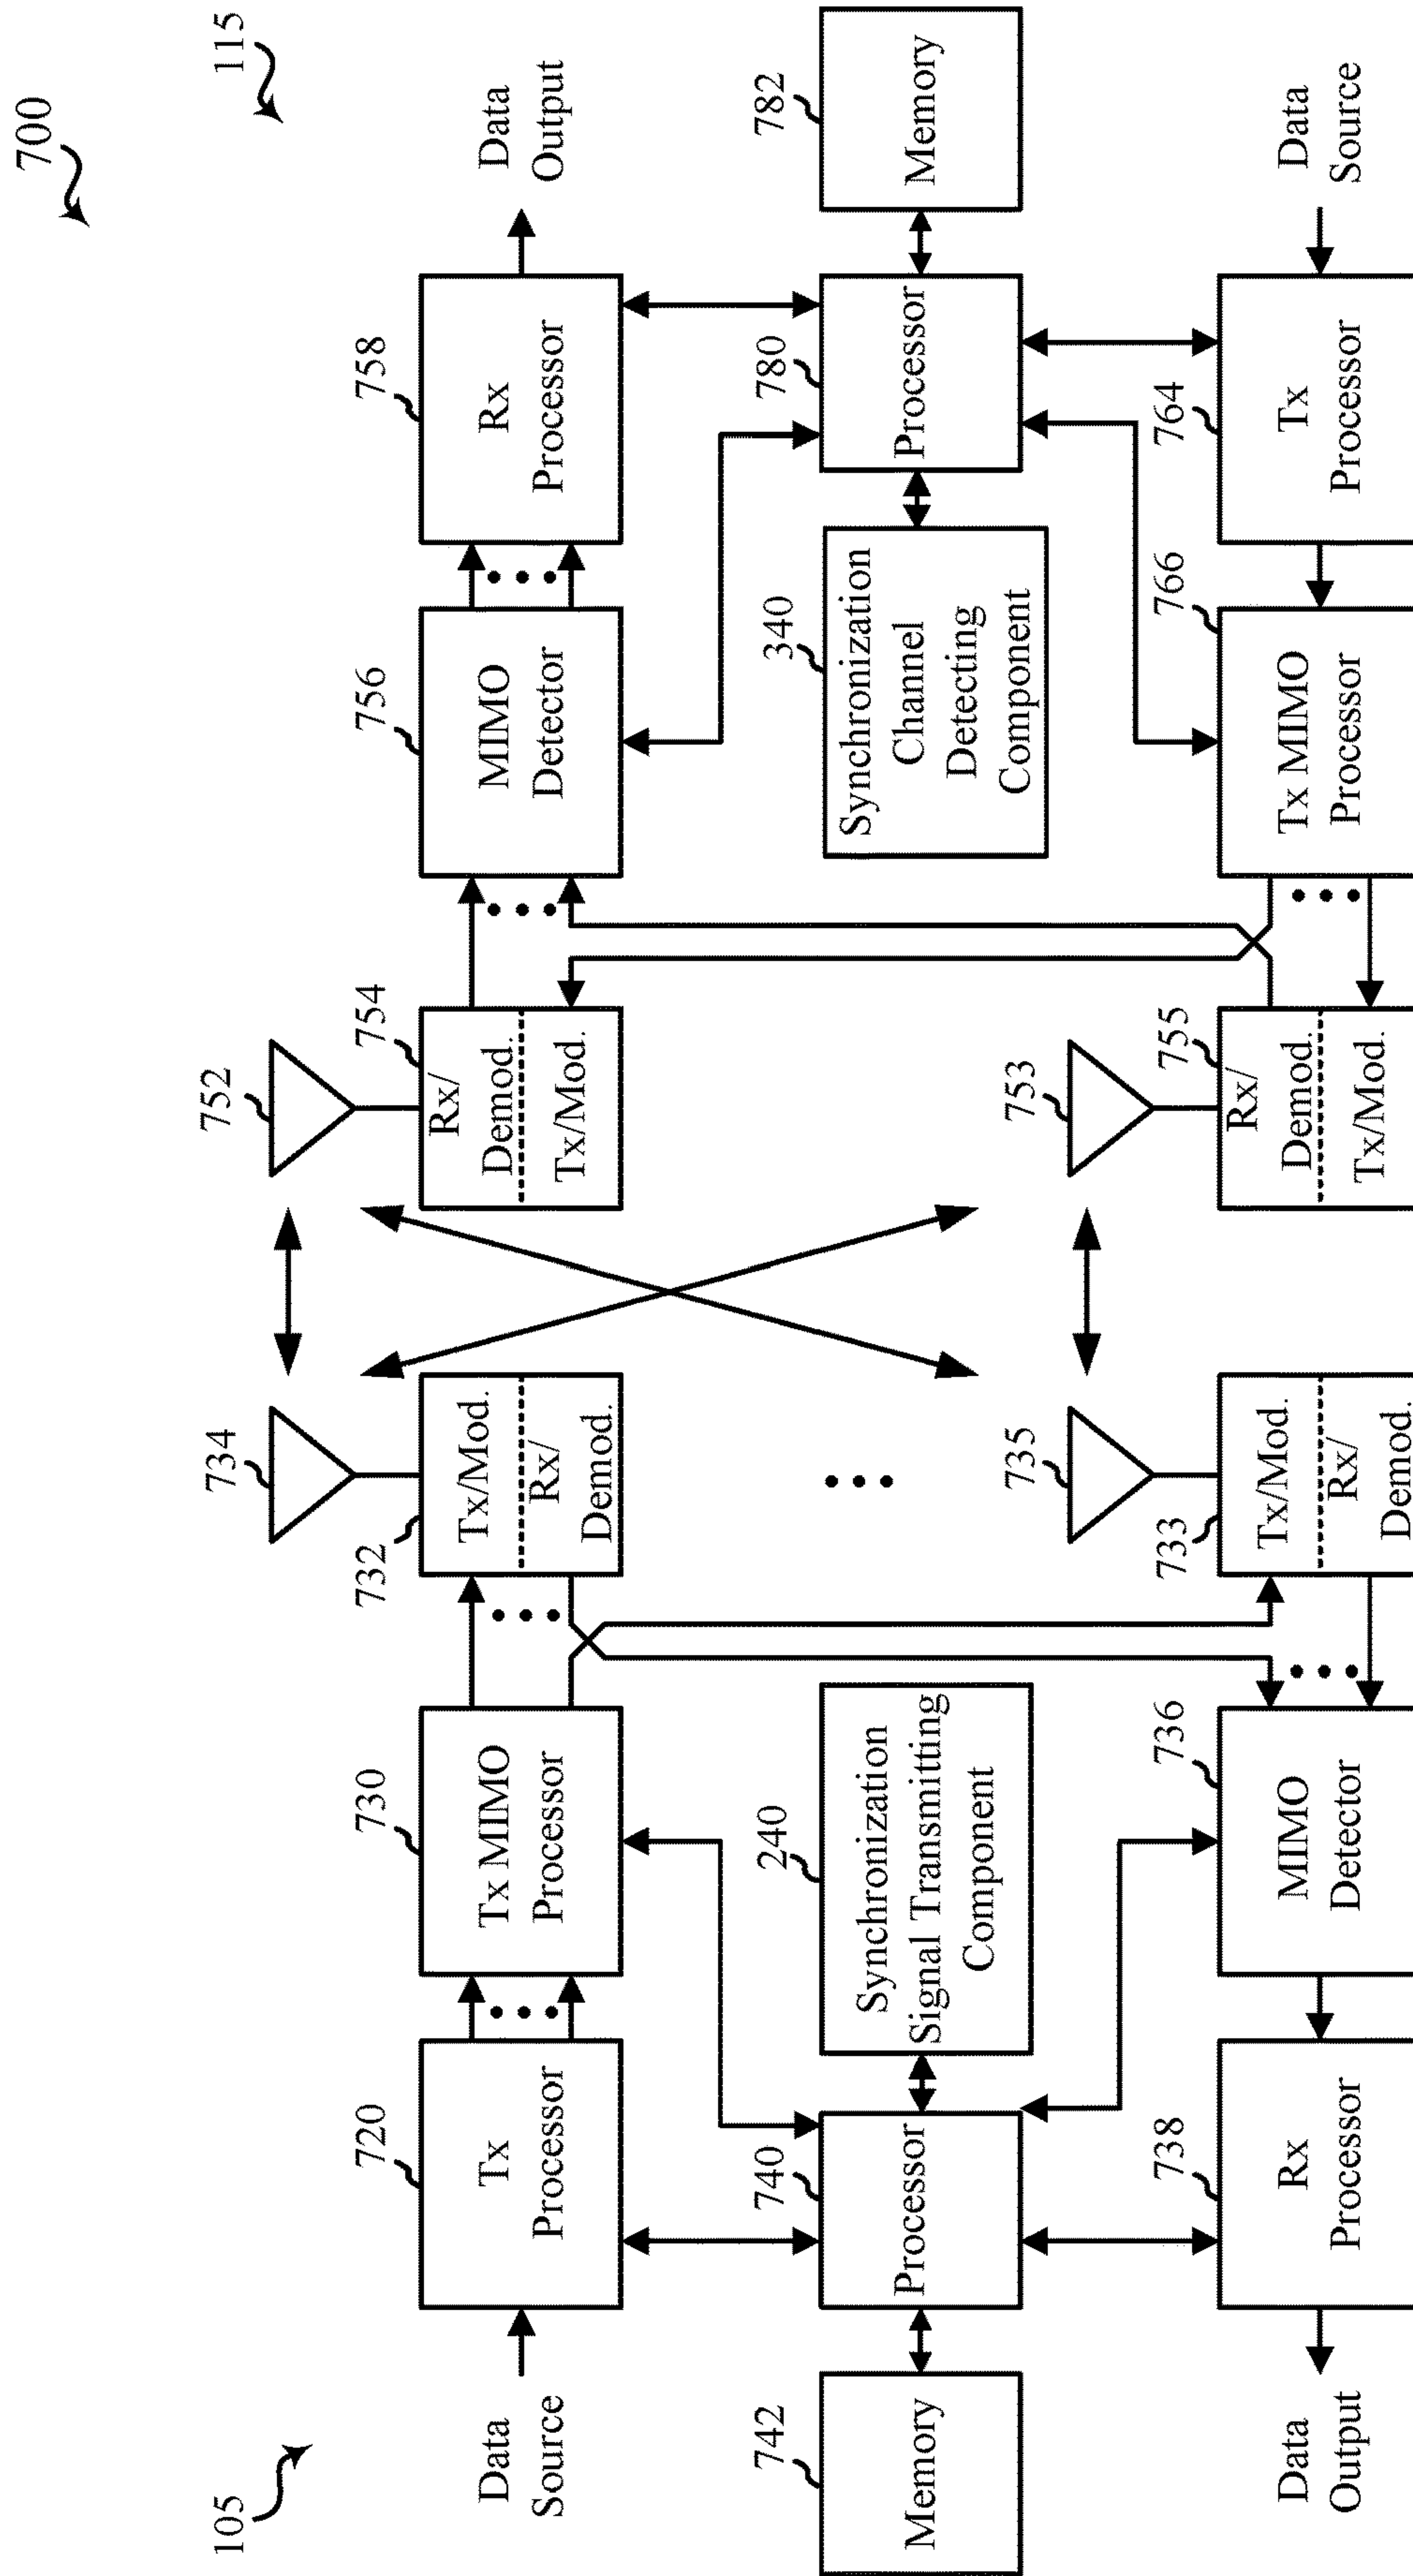 700
105
115
Data
Source
720
Tx
Processor
730
Tx MIMO
Processor
732
Tx/Mod.
Rx/
Demod.
734
752
754
Rx/
Demod.
Tx/Mod.
756
MIMO
Detector
758
Rx
Processor
Data
Output
742
Memory
740
Processor
240
Synchronization
Signal Transmitting
Component
340
Synchronization
Channel
Detecting
Component
780
Processor
782
Memory
Data
Output
738
Rx
Processor
736
MIMO
Detector
733
Tx/Mod.
Rx/
Demod.
735
753
755
Rx/
Demod.
Tx/Mod.
766
Tx MIMO
Processor
764
Tx
Processor
Data
Source